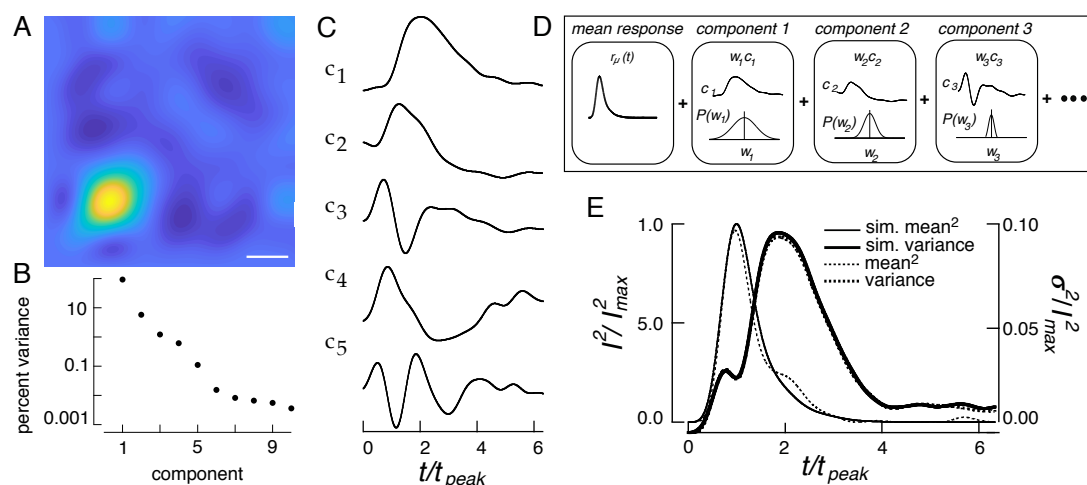 A
B
percent variance
10
0.1
0.001
1
5
9
component
C
c1
c2
c3
c4
c5
0
2
4
6
t/tpeak
D
mean response
component 1
component 2
component 3
rμ(t)
w1c1
w2c2
w3c3
+
+
+
+
•••
c1
c2
c3
P(w1)
P(w2)
P(w3)
w1
w2
w3
E
1.0
5.0
0.0
I²/I²max
sim. mean²
sim. variance
mean²
variance
0.10
0.05
0.00
σ²/I²max
0
2
4
6
t/tpeak